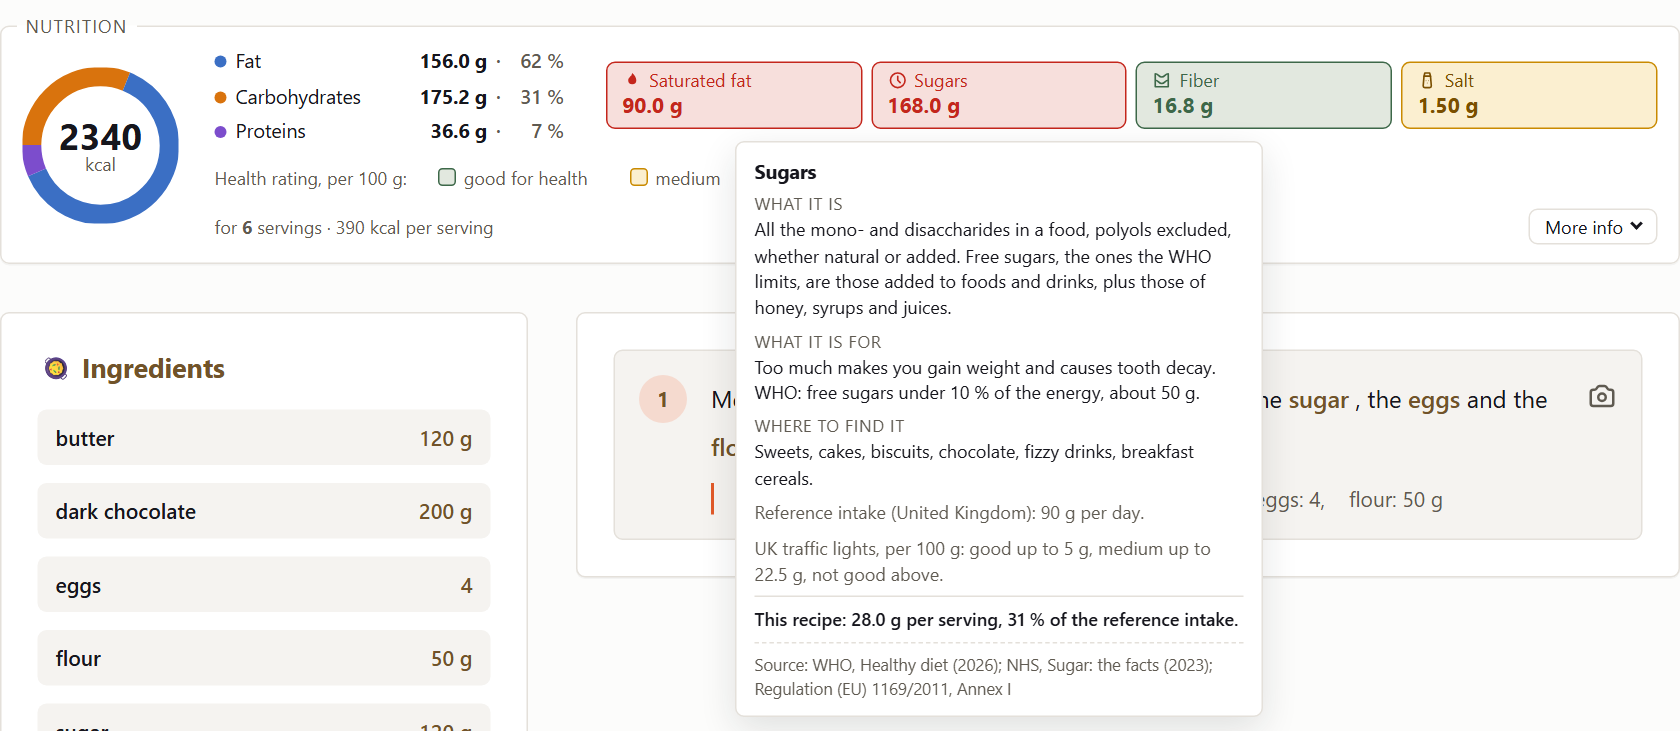 NUTRITION
2340
kcal
Fat 156.0 g · 62 %
Carbohydrates 175.2 g · 31 %
Proteins 36.6 g · 7 %
Health rating, per 100 g: good for health medium
for 6 servings · 390 kcal per serving
Saturated fat
90.0 g
Sugars
168.0 g
Fiber
16.8 g
Salt
1.50 g
More info
Sugars
WHAT IT IS
All the mono- and disaccharides in a food, polyols excluded,
whether natural or added. Free sugars, the ones the WHO
limits, are those added to foods and drinks, plus those of
honey, syrups and juices.
WHAT IT IS FOR
Too much makes you gain weight and causes tooth decay.
WHO: free sugars under 10 % of the energy, about 50 g.
WHERE TO FIND IT
Sweets, cakes, biscuits, chocolate, fizzy drinks, breakfast
cereals.
Reference intake (United Kingdom): 90 g per day.
UK traffic lights, per 100 g: good up to 5 g, medium up to
22.5 g, not good above.
This recipe: 28.0 g per serving, 31 % of the reference intake.
Source: WHO, Healthy diet (2026); NHS, Sugar: the facts (2023);
Regulation (EU) 1169/2011, Annex I
Ingredients
butter 120 g
dark chocolate 200 g
eggs 4
flour 50 g
sugar 120 g
1
sugar , the eggs and the
eggs: 4, flour: 50 g